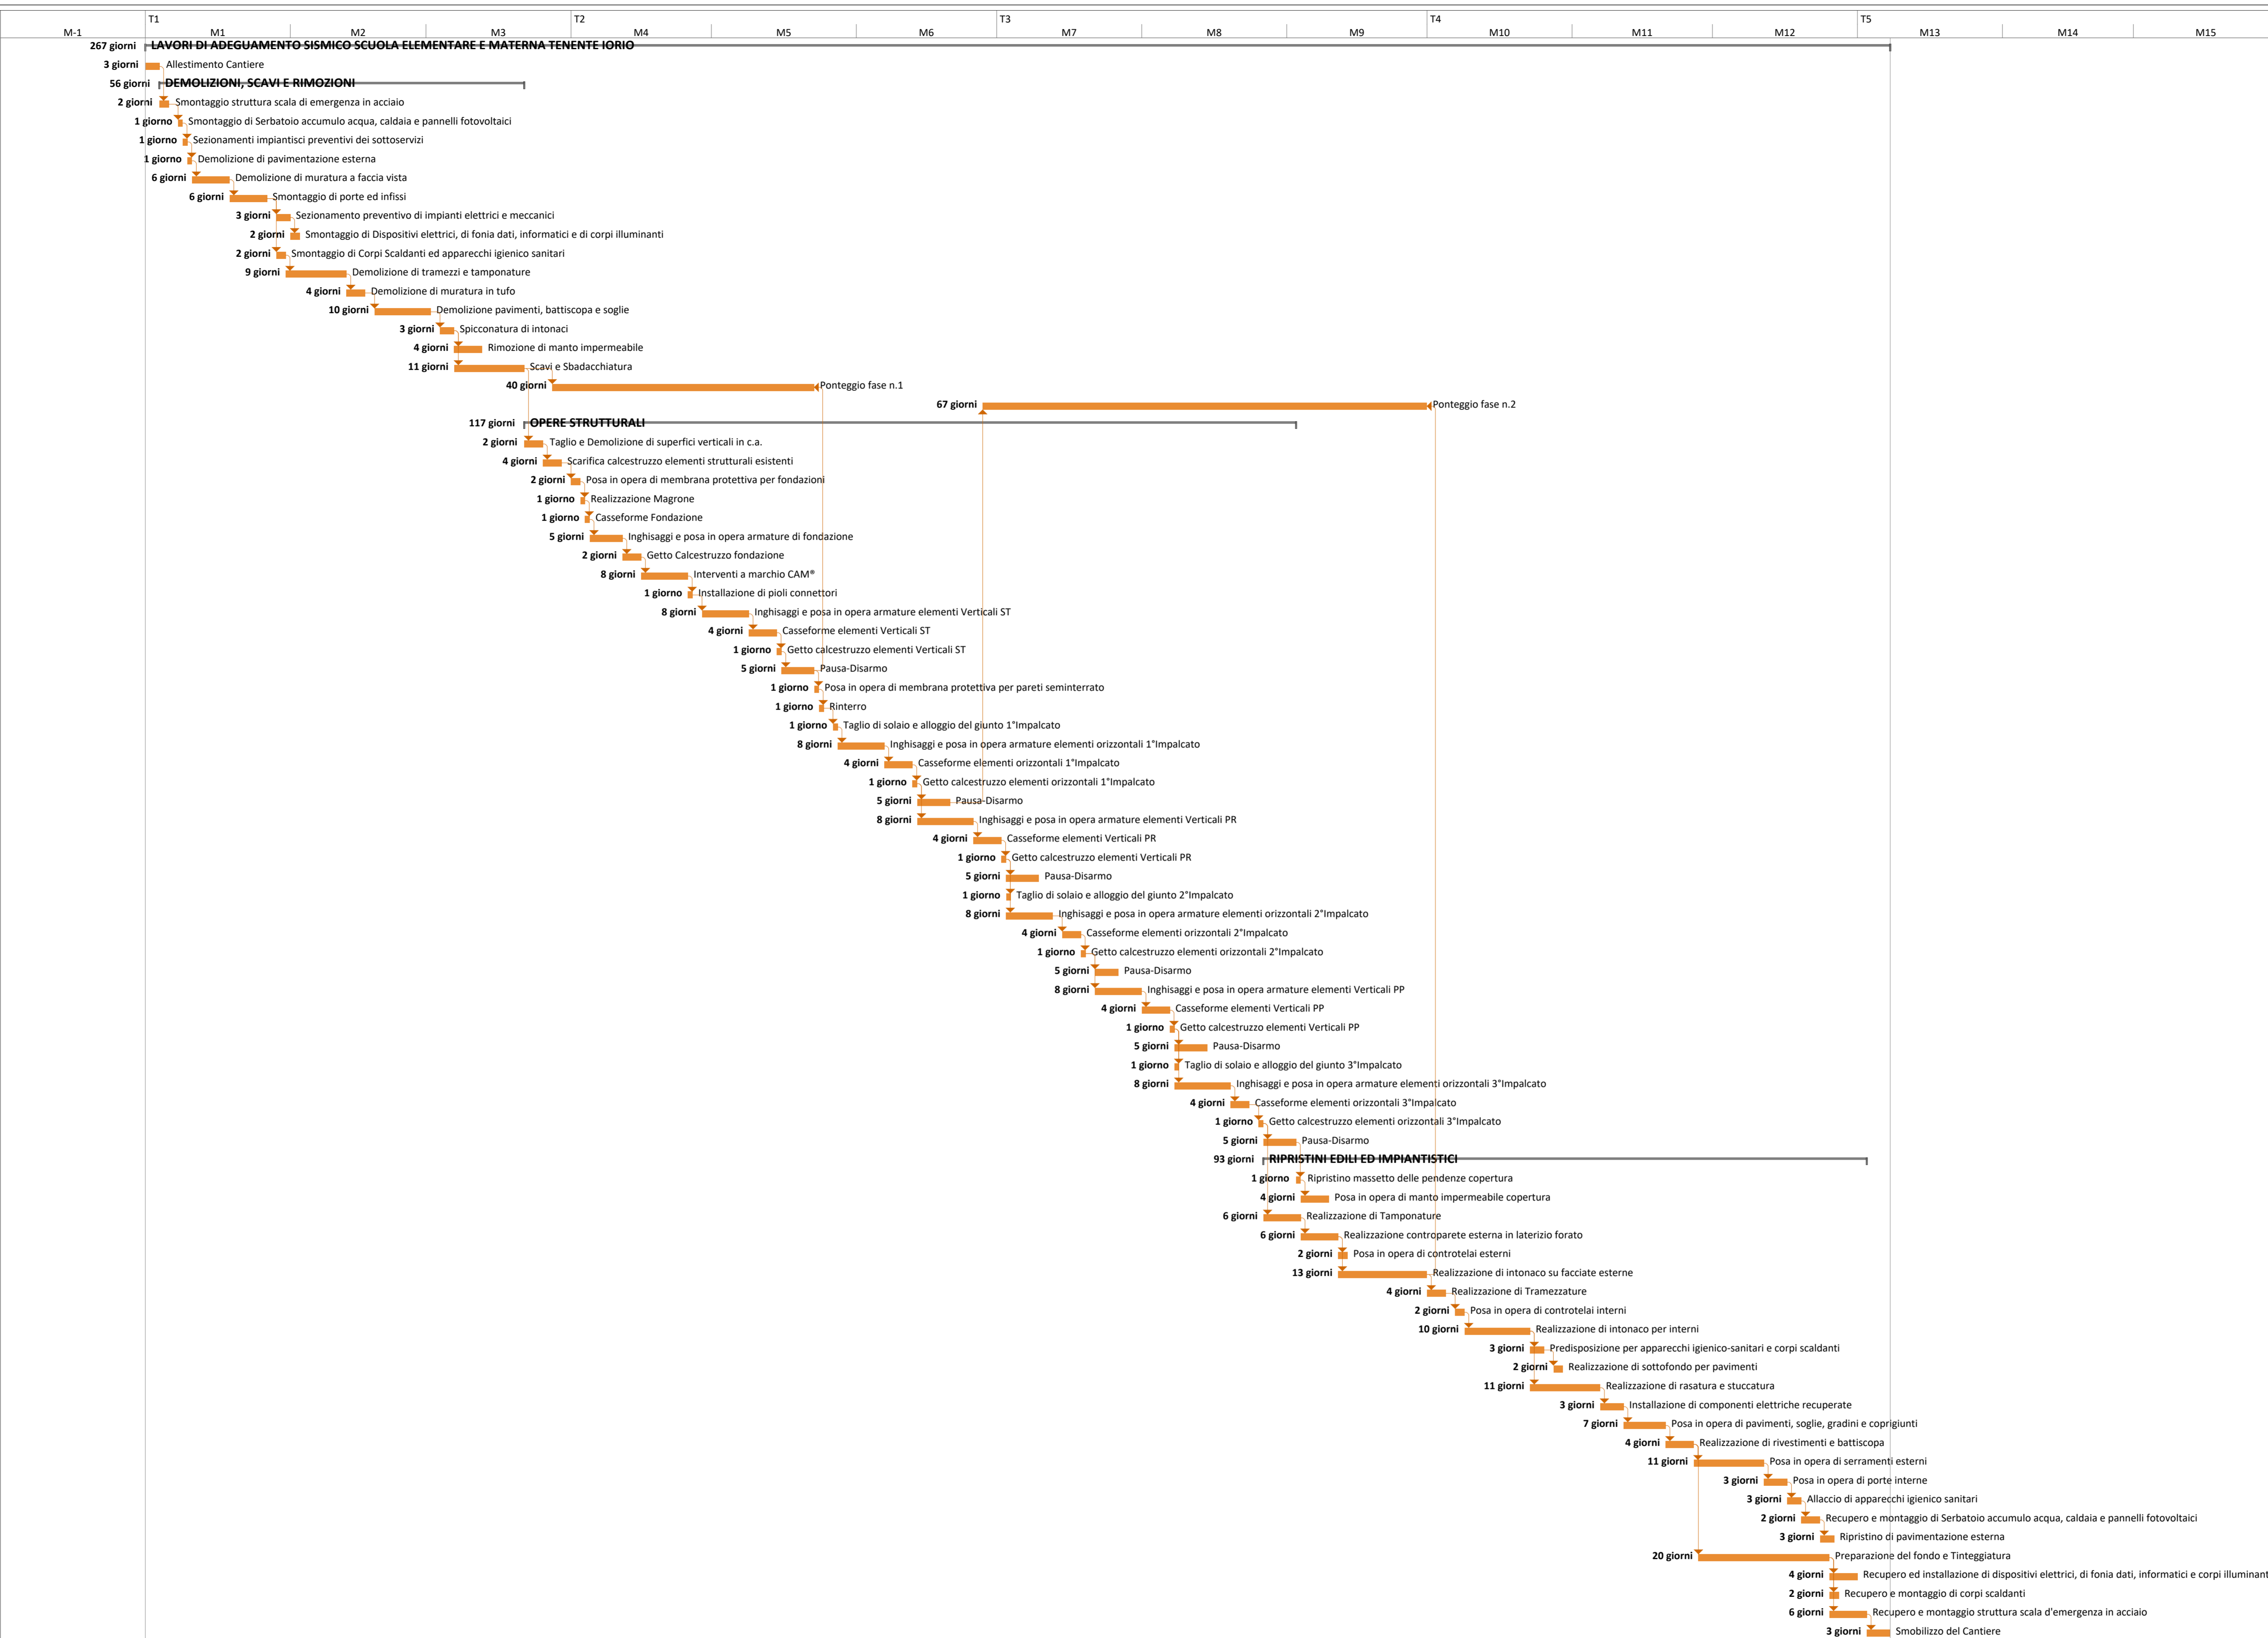 T1 T2 T3 T4 T5
M-1 M1 M2 M3 M4 M5 M6 M7 M8 M9 M10 M11 M12 M13 M14 M15
267 giorni LAVORI DI ADEGUAMENTO SISMICO SCUOLA ELEMENTARE E MATERNA TENENTE IORIO
3 giorni Allestimento Cantiere
56 giorni DEMOLIZIONI, SCAVI E RIMOZIONI
2 giorni Smontaggio struttura scala di emergenza in acciaio
1 giorno Smontaggio di Serbatoio accumulo acqua, caldaia e pannelli fotovoltaici
1 giorno Sezionamenti impiantisci preventivi dei sottoservizi
1 giorno Demolizione di pavimentazione esterna
6 giorni Demolizione di muratura a faccia vista
6 giorni Smontaggio di porte ed infissi
3 giorni Sezionamento preventivo di impianti elettrici e meccanici
2 giorni Smontaggio di Dispositivi elettrici, di fonia dati, informatici e di corpi illuminanti
2 giorni Smontaggio di Corpi Scaldanti ed apparecchi igienico sanitari
9 giorni Demolizione di tramezzi e tamponature
4 giorni Demolizione di muratura in tufo
10 giorni Demolizione pavimenti, battiscopa e soglie
3 giorni Spicconatura di intonaci
4 giorni Rimozione di manto impermeabile
11 giorni Scavi e Sbadacchiatura
40 giorni Ponteggio fase n.1
67 giorni Ponteggio fase n.2
117 giorni OPERE STRUTTURALI
2 giorni Taglio e Demolizione di superfici verticali in c.a.
4 giorni Scarifica calcestruzzo elementi strutturali esistenti
2 giorni Posa in opera di membrana protettiva per fondazioni
1 giorno Realizzazione Magrone
1 giorno Casseforme Fondazione
5 giorni Inghisaggi e posa in opera armature di fondazione
2 giorni Getto Calcestruzzo fondazione
8 giorni Interventi a marchio CAM®
1 giorno Installazione di pioli connettori
8 giorni Inghisaggi e posa in opera armature elementi Verticali ST
4 giorni Casseforme elementi Verticali ST
1 giorno Getto calcestruzzo elementi Verticali ST
5 giorni Pausa-Disarmo
1 giorno Posa in opera di membrana protettiva per pareti seminterrato
1 giorno Rinterro
1 giorno Taglio di solaio e alloggio del giunto 1°Impalcato
8 giorni Inghisaggi e posa in opera armature elementi orizzontali 1°Impalcato
4 giorni Casseforme elementi orizzontali 1°Impalcato
1 giorno Getto calcestruzzo elementi orizzontali 1°Impalcato
5 giorni Pausa-Disarmo
8 giorni Inghisaggi e posa in opera armature elementi Verticali PR
4 giorni Casseforme elementi Verticali PR
1 giorno Getto calcestruzzo elementi Verticali PR
5 giorni Pausa-Disarmo
1 giorno Taglio di solaio e alloggio del giunto 2°Impalcato
8 giorni Inghisaggi e posa in opera armature elementi orizzontali 2°Impalcato
4 giorni Casseforme elementi orizzontali 2°Impalcato
1 giorno Getto calcestruzzo elementi orizzontali 2°Impalcato
5 giorni Pausa-Disarmo
8 giorni Inghisaggi e posa in opera armature elementi Verticali PP
4 giorni Casseforme elementi Verticali PP
1 giorno Getto calcestruzzo elementi Verticali PP
5 giorni Pausa-Disarmo
1 giorno Taglio di solaio e alloggio del giunto 3°Impalcato
8 giorni Inghisaggi e posa in opera armature elementi orizzontali 3°Impalcato
4 giorni Casseforme elementi orizzontali 3°Impalcato
1 giorno Getto calcestruzzo elementi orizzontali 3°Impalcato
5 giorni Pausa-Disarmo
93 giorni RIPRISTINI EDILI ED IMPIANTISTICI
1 giorno Ripristino massetto delle pendenze copertura
4 giorni Posa in opera di manto impermeabile copertura
6 giorni Realizzazione di Tamponature
6 giorni Realizzazione controparete esterna in laterizio forato
2 giorni Posa in opera di controtelai esterni
13 giorni Realizzazione di intonaco su facciate esterne
4 giorni Realizzazione di Tramezzature
2 giorni Posa in opera di controtelai interni
10 giorni Realizzazione di intonaco per interni
3 giorni Predisposizione per apparecchi igienico-sanitari e corpi scaldanti
2 giorni Realizzazione di sottofondo per pavimenti
11 giorni Realizzazione di rasatura e stuccatura
3 giorni Installazione di componenti elettriche recuperate
7 giorni Posa in opera di pavimenti, soglie, gradini e coprigiunti
4 giorni Realizzazione di rivestimenti e battiscopa
11 giorni Posa in opera di serramenti esterni
3 giorni Posa in opera di porte interne
3 giorni Allaccio di apparecchi igienico sanitari
2 giorni Recupero e montaggio di Serbatoio accumulo acqua, caldaia e pannelli fotovoltaici
3 giorni Ripristino di pavimentazione esterna
20 giorni Preparazione del fondo e Tinteggiatura
4 giorni Recupero ed installazione di dispositivi elettrici, di fonia dati, informatici e corpi illuminant
2 giorni Recupero e montaggio di corpi scaldanti
6 giorni Recupero e montaggio struttura scala d'emergenza in acciaio
3 giorni Smobilizzo del Cantiere